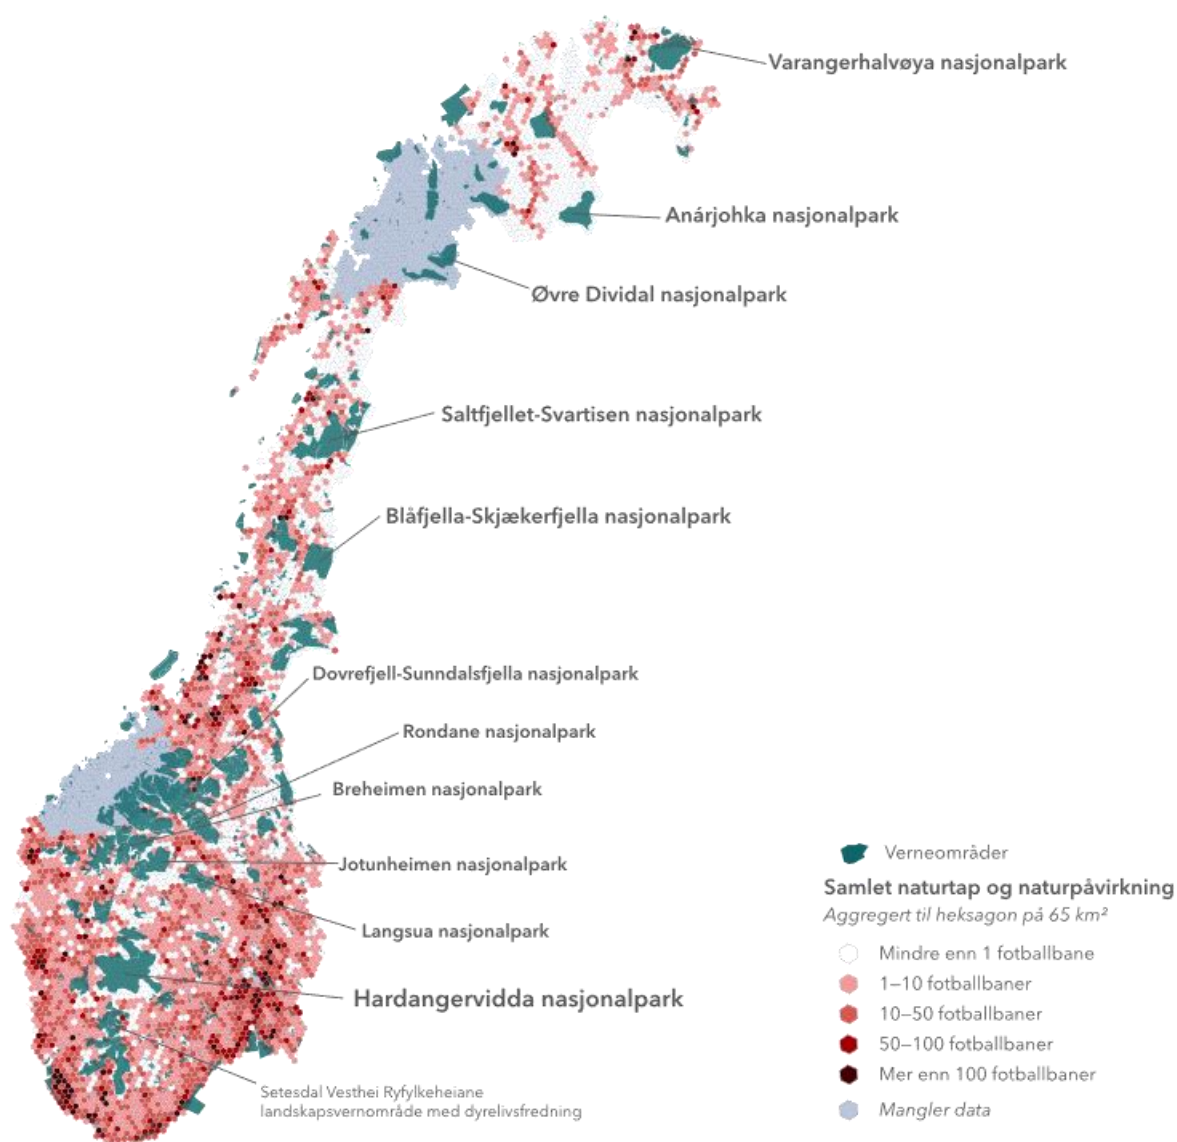 Varangerhalvøya nasjonalpark
Anárjohka nasjonalpark
Øvre Dividal nasjonalpark
Saltfjellet-Svartisen nasjonalpark
Blåfjella-Skjækerfjella nasjonalpark
Dovrefjell-Sunndalsfjella nasjonalpark
Rondane nasjonalpark
Breheimen nasjonalpark
Jotunheimen nasjonalpark
Langsua nasjonalpark
Hardangervidda nasjonalpark
Setesdal Vesthei Ryfylkeheiane
landskapsvernområde med dyrelivsfredning
Verneområder
Samlet naturtap og naturpåvirkning
Aggregert til heksagon på 65 km²
Mindre enn 1 fotballbane
1–10 fotballbaner
10–50 fotballbaner
50–100 fotballbaner
Mer enn 100 fotballbaner
Mangler data